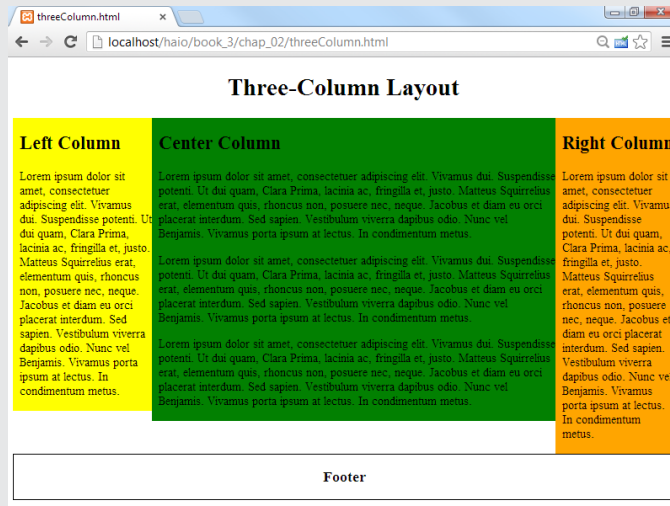 threeColumn.html
localhost/haio/book_3/chap_02/threeColumn.html
Three-Column Layout
Left Column
Lorem ipsum dolor sit
amet, consectetuer
adipiscing elit. Vivamus
dui. Suspendisse potenti. Ut
dui quam, Clara Prima,
lacinia ac, fringilla et, justo.
Matteus Squirrelius erat,
elementum quis, rhoncus
non, posuere nec, neque.
Jacobus et diam eu orci
placerat interdum. Sed
sapien. Vestibulum viverra
dapibus odio. Nunc vel
Benjamis. Vivamus porta
ipsum at lectus. In
condimentum metus.
Center Column
Lorem ipsum dolor sit amet, consectetuer adipiscing elit. Vivamus dui. Suspendisse
potenti. Ut dui quam, Clara Prima, lacinia ac, fringilla et, justo. Matteus Squirrelius
erat, elementum quis, rhoncus non, posuere nec, neque. Jacobus et diam eu orci
placerat interdum. Sed sapien. Vestibulum viverra dapibus odio. Nunc vel
Benjamis. Vivamus porta ipsum at lectus. In condimentum metus.
Lorem ipsum dolor sit amet, consectetuer adipiscing elit. Vivamus dui. Suspendisse
potenti. Ut dui quam, Clara Prima, lacinia ac, fringilla et, justo. Matteus Squirrelius
erat, elementum quis, rhoncus non, posuere nec, neque. Jacobus et diam eu orci
placerat interdum. Sed sapien. Vestibulum viverra dapibus odio. Nunc vel
Benjamis. Vivamus porta ipsum at lectus. In condimentum metus.
Lorem ipsum dolor sit amet, consectetuer adipiscing elit. Vivamus dui. Suspendisse
potenti. Ut dui quam, Clara Prima, lacinia ac, fringilla et, justo. Matteus Squirrelius
erat, elementum quis, rhoncus non, posuere nec, neque. Jacobus et diam eu orci
placerat interdum. Sed sapien. Vestibulum viverra dapibus odio. Nunc vel
Benjamis. Vivamus porta ipsum at lectus. In condimentum metus.
Right Column
Lorem ipsum dolor sit
amet, consectetuer
adipiscing elit. Vivamus
dui. Suspendisse
potenti. Ut dui quam,
Clara Prima, lacinia ac,
fringilla et, justo.
Matteus Squirrelius
erat, elementum quis,
rhoncus non, posuere
nec, neque. Jacobus et
diam eu orci placerat
interdum. Sed sapien.
Vestibulum viverra
dapibus odio. Nunc vel
Benjamis. Vivamus
porta ipsum at lectus.
In condimentum
metus.
Footer